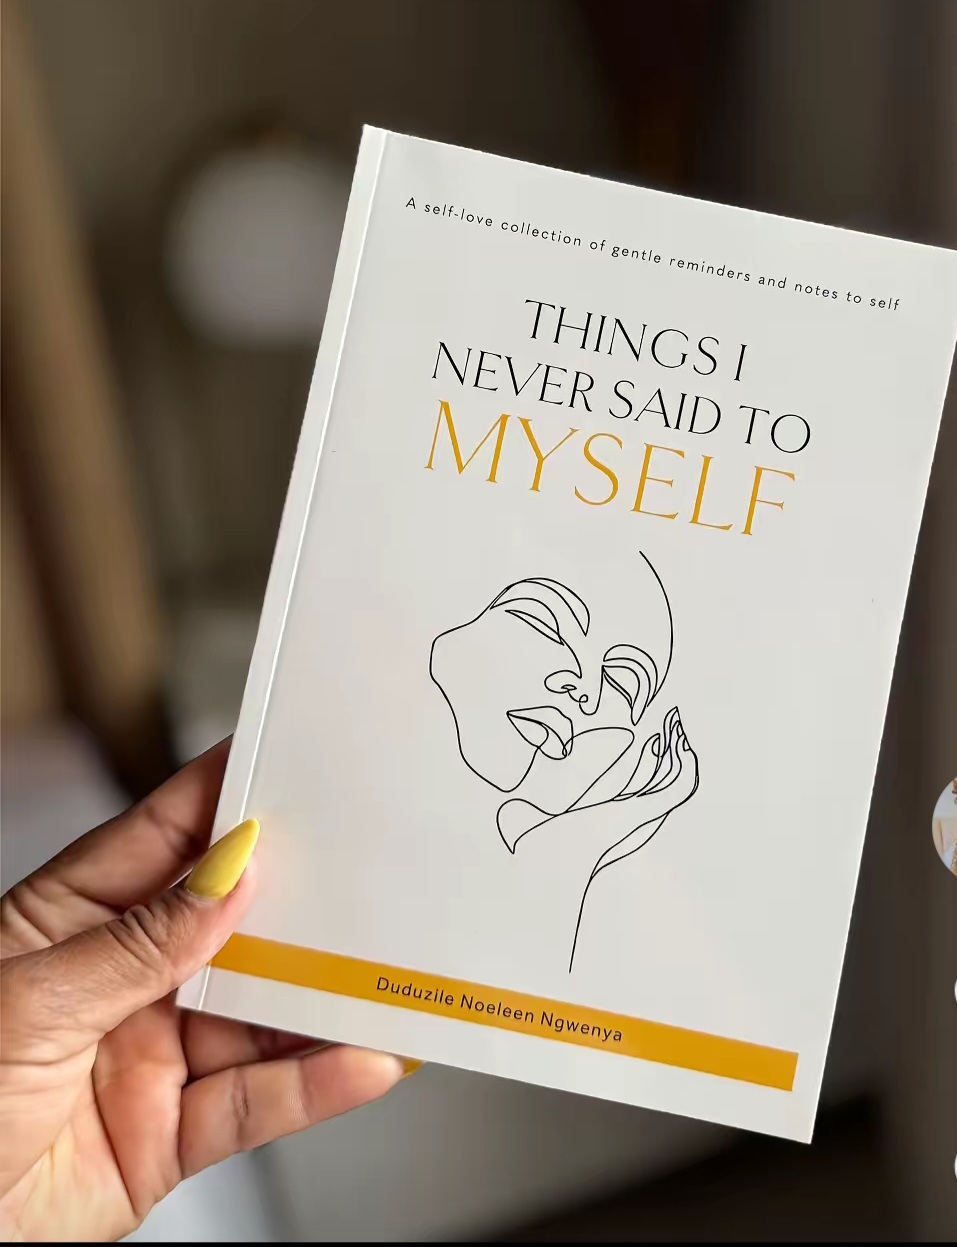 A self-love collection of gentle reminders and notes to self
THINGS I
NEVER SAID TO
MYSELF
Duduzile Noeleen Ngwenya